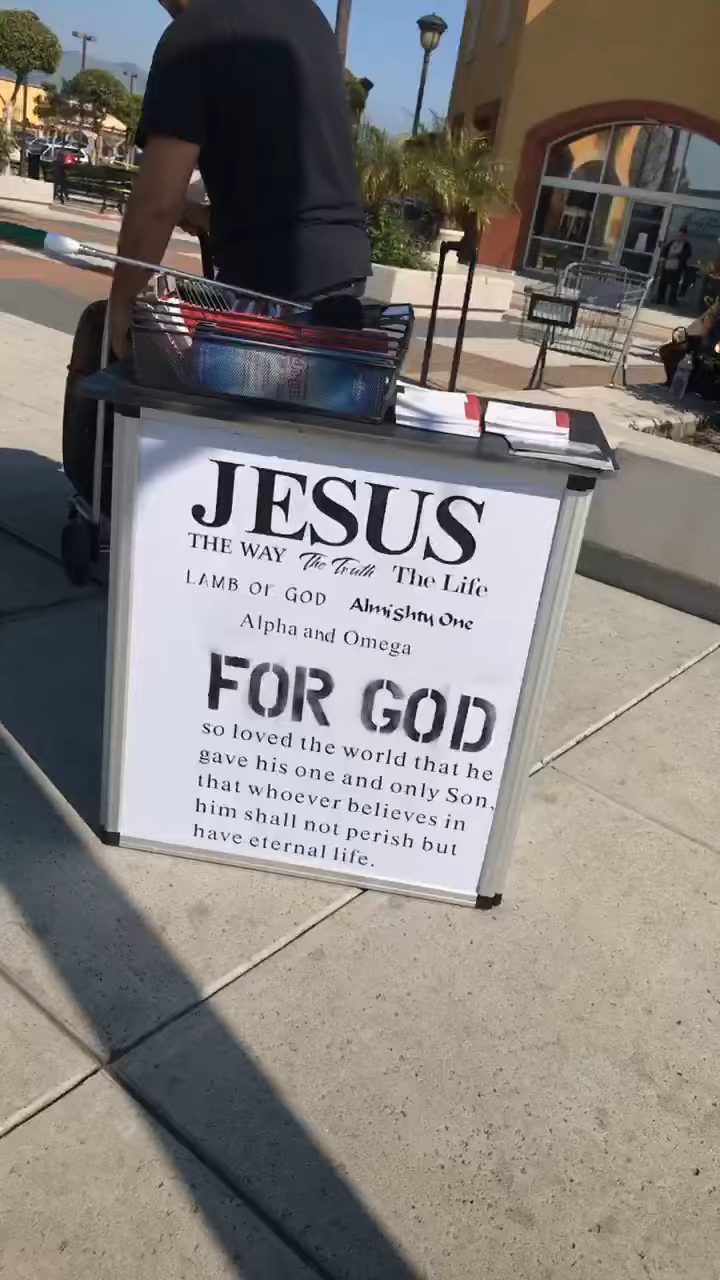 JESUS
THE WAY The Truth The Life
LAMB OF GOD Almighty One
Alpha and Omega
FOR GOD
so loved the world that he
gave his one and only Son,
that whoever believes in
him shall not perish but
have eternal life.